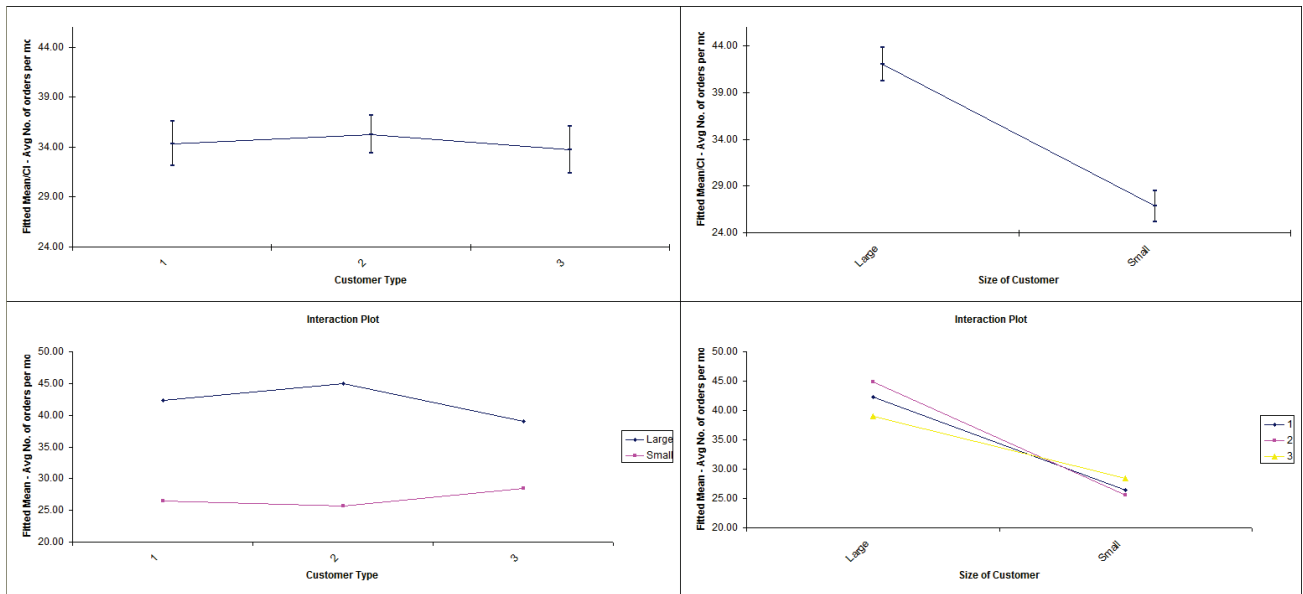 Fitted Mean/CI - Avg No. of orders per mo
44.00
39.00
34.00
29.00
24.00
1
2
3
Customer Type
Fitted Mean/CI - Avg No. of orders per mo
44.00
39.00
34.00
29.00
24.00
Large
Small
Size of Customer
Interaction Plot
Fitted Mean - Avg No. of orders per mo
50.00
45.00
40.00
35.00
30.00
25.00
20.00
1
2
3
Customer Type
Large
Small
Interaction Plot
Fitted Mean - Avg No. of orders per mo
50.00
45.00
40.00
35.00
30.00
25.00
20.00
Large
Small
Size of Customer
1
2
3